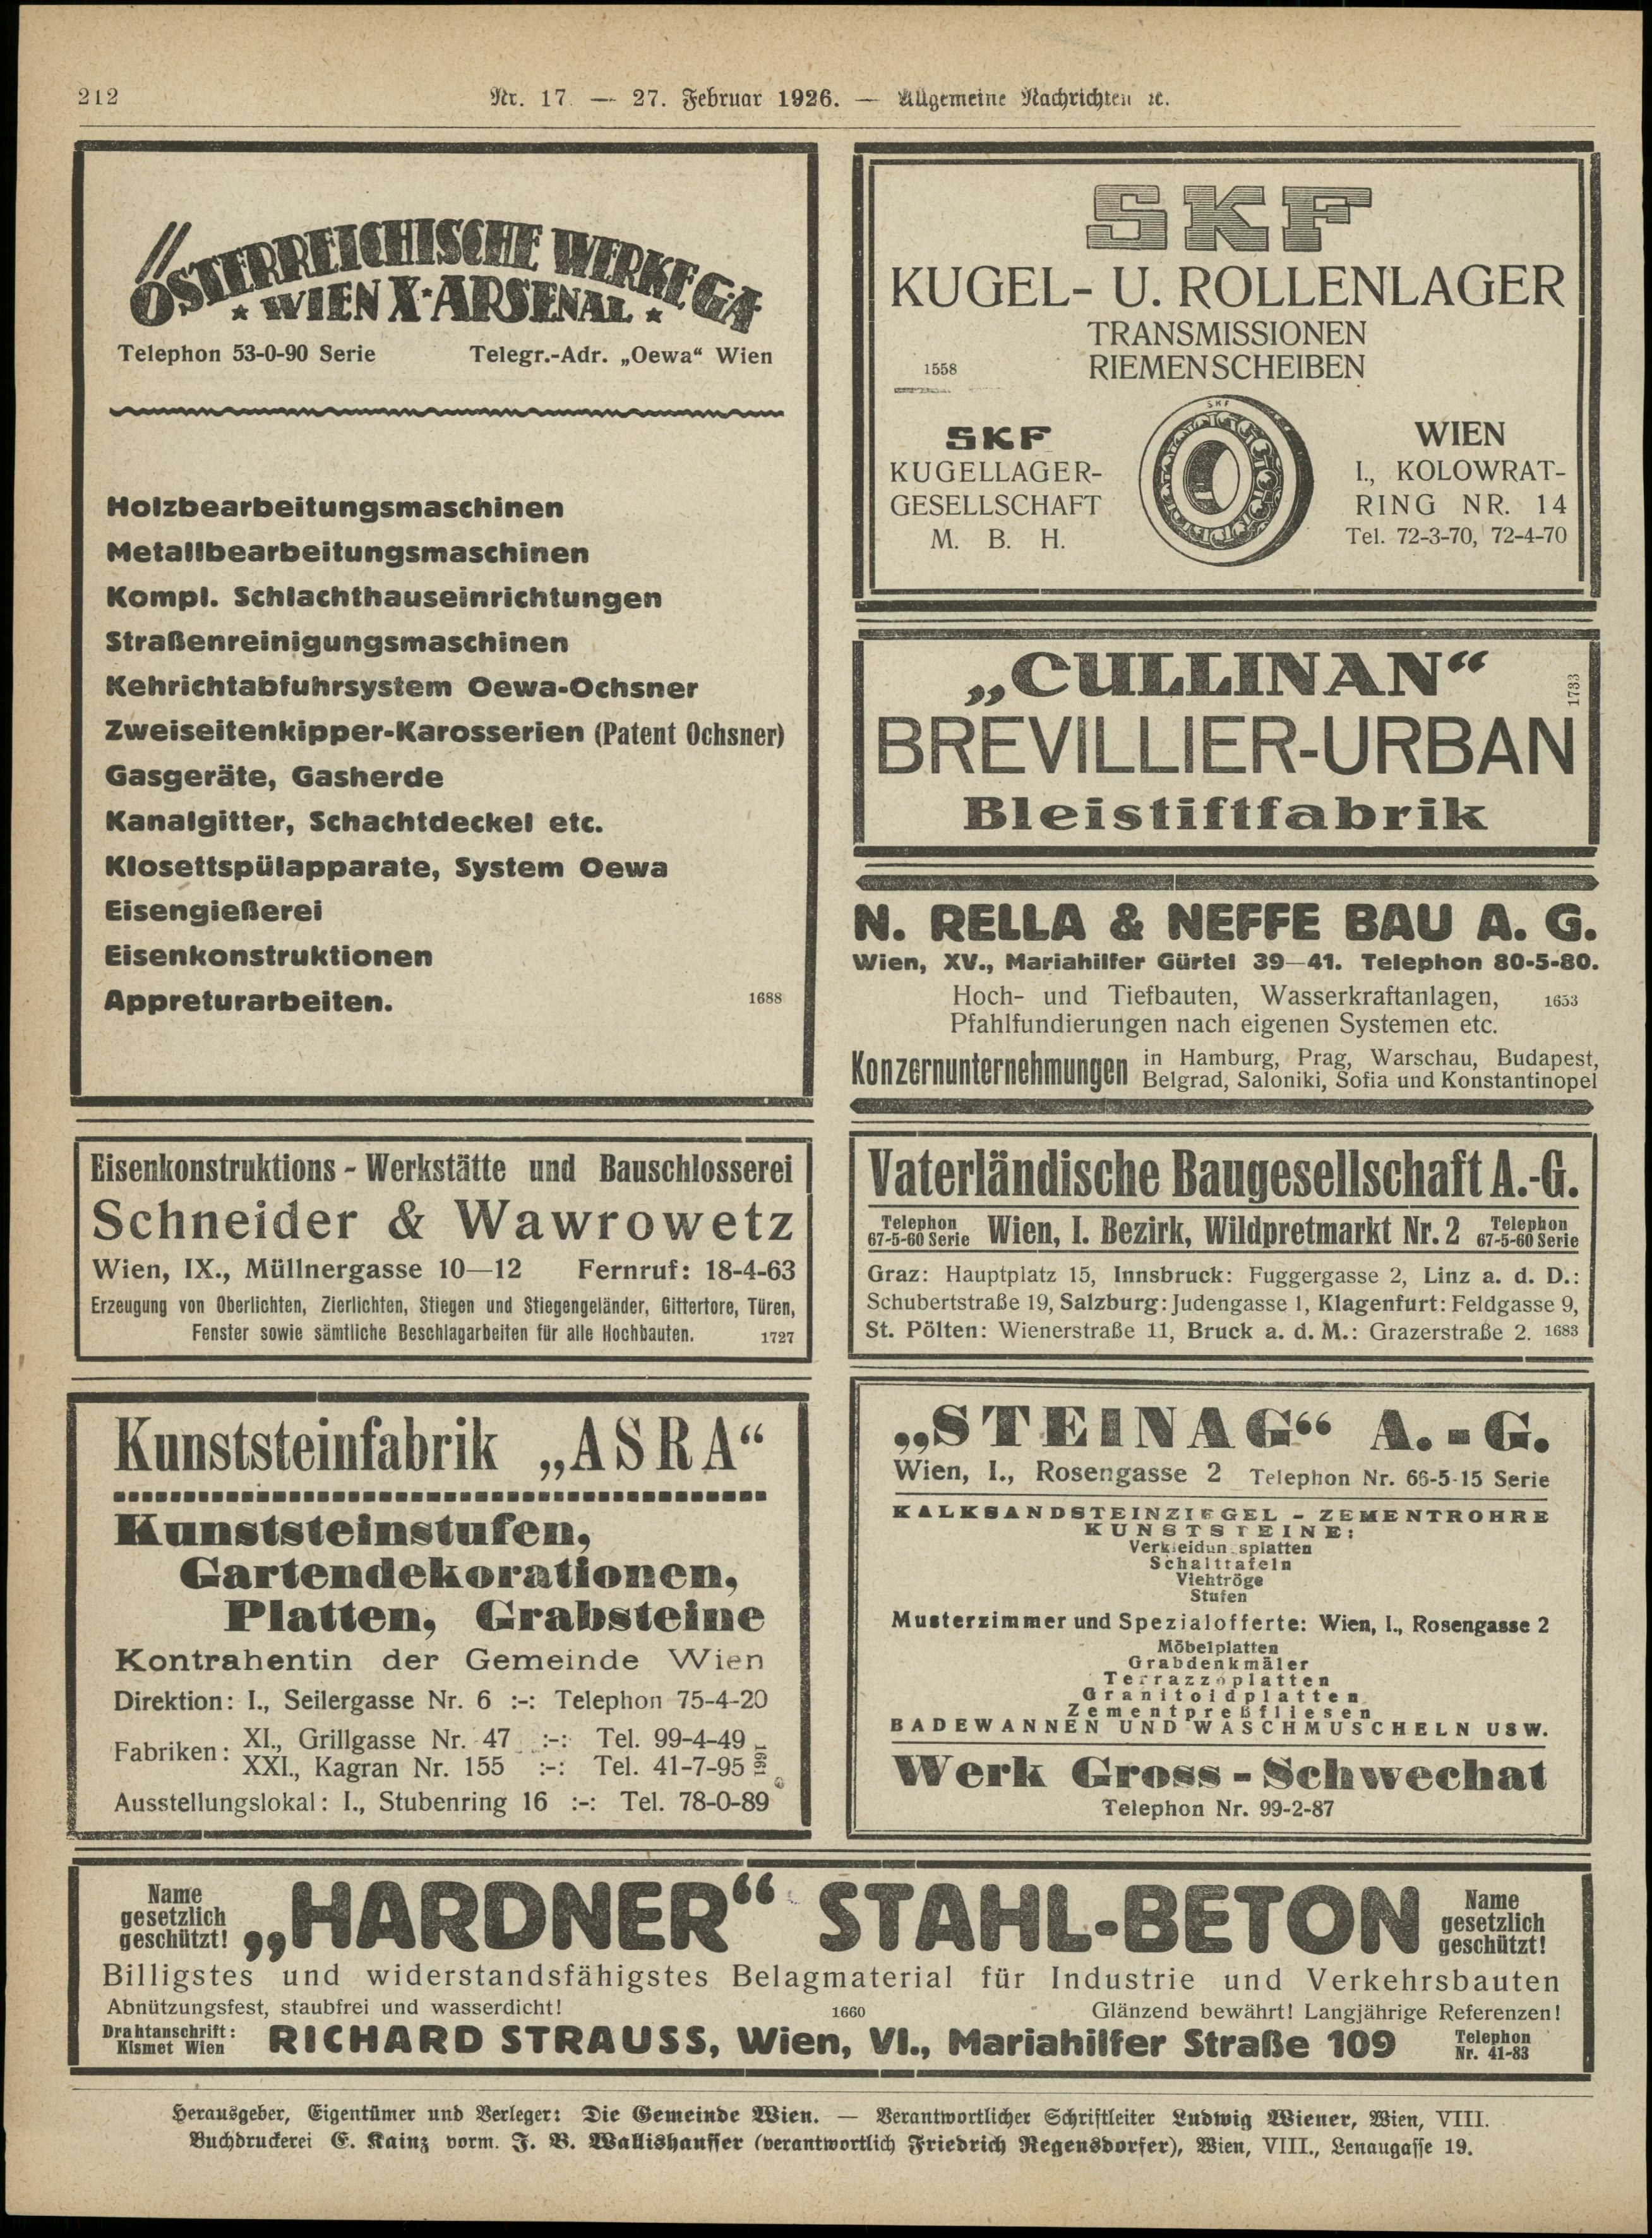 212
Nr. 17. — 27. Februar 1926. — Allgemeine Nachrichten ꝛc.
ÖSTERREICHISCHE WERKE GA
★ WIEN X · ARSENAL ★
Telephon 53-0-90 Serie Telegr.-Adr. „Oewa“ Wien
Holzbearbeitungsmaschinen
Metallbearbeitungsmaschinen
Kompl. Schlachthauseinrichtungen
Straßenreinigungsmaschinen
Kehrichtabfuhrsystem Oewa-Ochsner
Zweiseitenkipper-Karosserien (Patent Ochsner)
Gasgeräte, Gasherde
Kanalgitter, Schachtdeckel etc.
Klosettspülapparate, System Oewa
Eisengießerei
Eisenkonstruktionen
Appreturarbeiten. 1688
SKF
KUGEL- U. ROLLENLAGER
TRANSMISSIONEN
1558 RIEMENSCHEIBEN
SKF
KUGELLAGER-
GESELLSCHAFT
M. B. H.
SKF
WIEN
I., KOLOWRAT-
RING NR. 14
Tel. 72-3-70, 72-4-70
„CULLINAN“
1733
BREVILLIER-URBAN
Bleistiftfabrik
N. RELLA & NEFFE BAU A. G.
Wien, XV., Mariahilfer Gürtel 39—41. Telephon 80-5-80.
Hoch- und Tiefbauten, Wasserkraftanlagen, 1653
Pfahlfundierungen nach eigenen Systemen etc.
Konzernunternehmungen in Hamburg, Prag, Warschau, Budapest,
Belgrad, Saloniki, Sofia und Konstantinopel
Eisenkonstruktions - Werkstätte und Bauschlosserei
Schneider & Wawrowetz
Wien, IX., Müllnergasse 10—12 Fernruf: 18-4-63
Erzeugung von Oberlichten, Zierlichten, Stiegen und Stiegengeländer, Gittertore, Türen,
Fenster sowie sämtliche Beschlagarbeiten für alle Hochbauten. 1727
Vaterländische Baugesellschaft A.-G.
Telephon 67-5-60 Serie Wien, I. Bezirk, Wildpretmarkt Nr. 2 Telephon 67-5-60 Serie
Graz: Hauptplatz 15, Innsbruck: Fuggergasse 2, Linz a. d. D.:
Schubertstraße 19, Salzburg: Judengasse 1, Klagenfurt: Feldgasse 9,
St. Pölten: Wienerstraße 11, Bruck a. d. M.: Grazerstraße 2. 1683
Kunststeinfabrik „ASRA“
Kunststeinstufen,
Gartendekorationen,
Platten, Grabsteine
Kontrahentin der Gemeinde Wien
Direktion: I., Seilergasse Nr. 6 :-: Telephon 75-4-20
Fabriken: XI., Grillgasse Nr. 47 :-: Tel. 99-4-49
XXI., Kagran Nr. 155 :-: Tel. 41-7-95
1661
Ausstellungslokal: I., Stubenring 16 :-: Tel. 78-0-89
„STEINAG“ A.-G.
Wien, I., Rosengasse 2 Telephon Nr. 66-5-15 Serie
KALKSANDSTEINZIEGEL - ZEMENTROHRE
KUNSTSTEINE:
Verkleidungsplatten
Schalttafeln
Viehtröge
Stufen
Musterzimmer und Spezialofferte: Wien, I., Rosengasse 2
Möbelplatten
Grabdenkmäler
Terrazzoplatten
Granitoidplatten
Zementpreßfliesen
BADEWANNEN UND WASCHMUSCHELN USW.
Werk Gross-Schwechat
Telephon Nr. 99-2-87
Name gesetzlich geschützt! „HARDNER“ STAHL-BETON Name gesetzlich geschützt!
Billigstes und widerstandsfähigstes Belagmaterial für Industrie und Verkehrsbauten
Abnützungsfest, staubfrei und wasserdicht! 1660 Glänzend bewährt! Langjährige Referenzen!
Drahtanschrift: Kismet Wien RICHARD STRAUSS, Wien, VI., Mariahilfer Straße 109 Telephon Nr. 41-83
Herausgeber, Eigentümer und Verleger: Die Gemeinde Wien. — Verantwortlicher Schriftleiter Ludwig Wiener, Wien, VIII.
Buchdruckerei E. Kainz vorm. J. B. Wallishausser (verantwortlich Friedrich Regensdorfer), Wien, VIII., Lenaugasse 19.